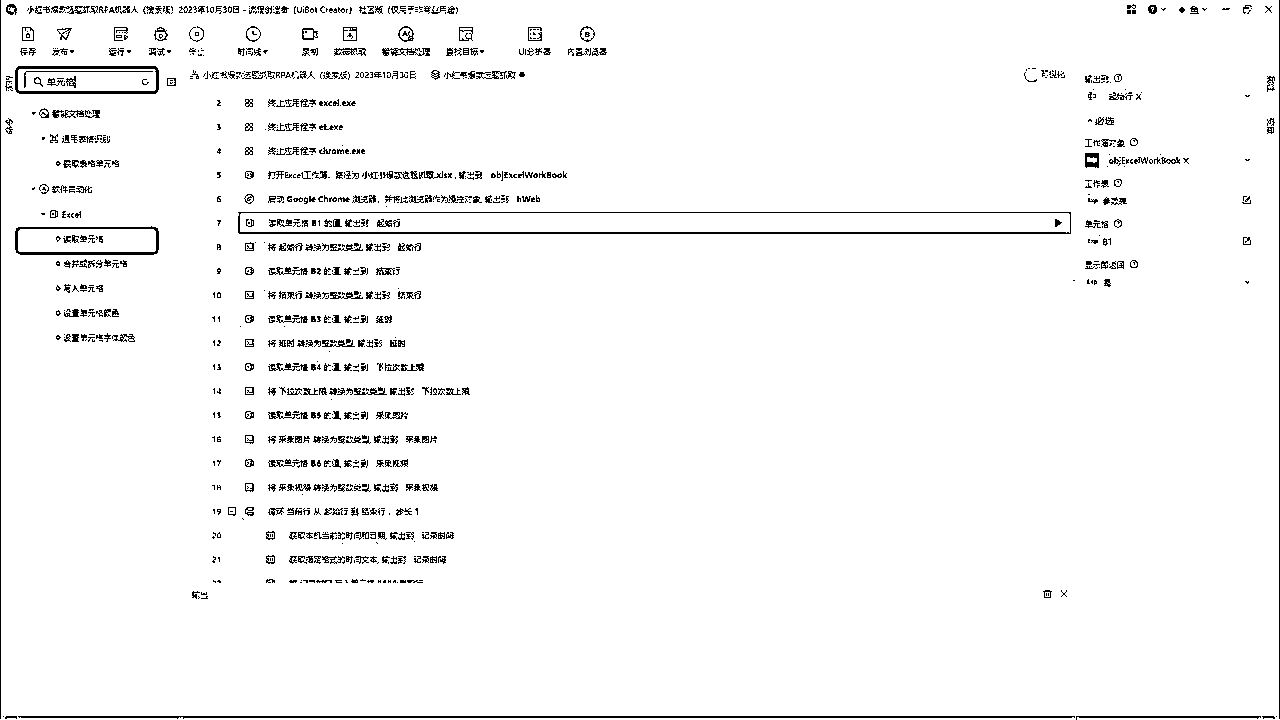 小红书爆款选题抓取RPA机器人（搜索版）2023年10月30日 - 流程创造者（UiBot Creator） 社区版（仅用于非商业用途）
保存 发布 运行 调试 停止 时间线 录制 数据抓取 智能文档处理 查找目标 UI分析器 内置浏览器
单元格
小红书爆款选题抓取RPA机器人（搜索版）2023年10月30日 小红书爆款选题抓取 可视化
智能文档处理
通用表格识别
提取表格单元格
软件自动化
Excel
读取单元格
合并或拆分单元格
写入单元格
设置单元格颜色
设置单元格字体颜色
2 终止应用程序 excel.exe
3 终止应用程序 et.exe
4 终止应用程序 chrome.exe
5 打开Excel工作簿，路径为 小红书爆款选题抓取.xlsx，输出到 objExcelWorkBook
6 启动 Google Chrome 浏览器，并将此浏览器作为操控对象，输出到 hWeb
7 读取单元格 B1 的值，输出到 起始行
8 将 起始行 转换为整数类型，输出到 起始行
9 读取单元格 B2 的值，输出到 结束行
10 将 结束行 转换为整数类型，输出到 结束行
11 读取单元格 B3 的值，输出到 延时
12 将 延时 转换为整数类型，输出到 延时
13 读取单元格 B4 的值，输出到 下拉次数上限
14 将 下拉次数上限 转换为整数类型，输出到 下拉次数上限
15 读取单元格 B5 的值，输出到 采集图片
16 将 采集图片 转换为整数类型，输出到 采集图片
17 读取单元格 B6 的值，输出到 采集视频
18 将 采集视频 转换为整数类型，输出到 采集视频
19 循环 当前行 从 起始行 到 结束行，步长 1
20 获取本机当前的时间和日期，输出到 记录时间
21 获取指定格式的时间文本，输出到 记录时间
输出
输出到
起始行
必选
工作簿对象
objExcelWorkBook
工作表
参数表
单元格
B1
显示即返回
是